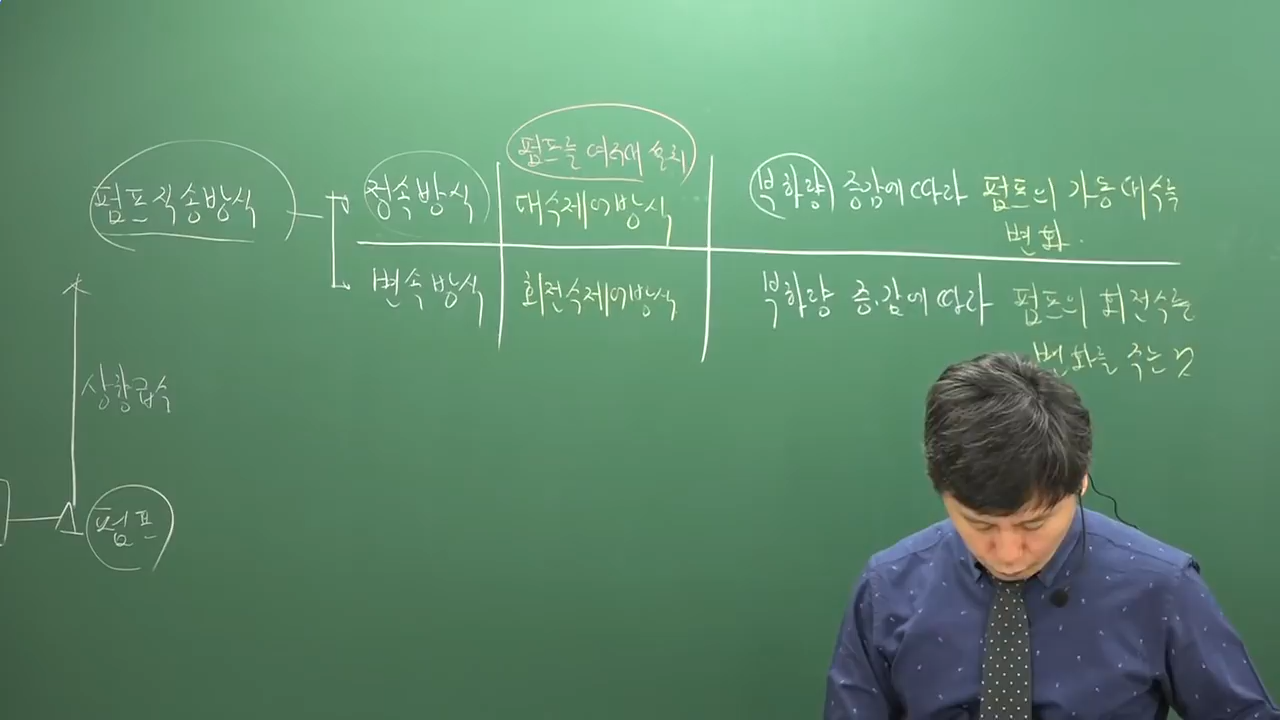 펌프직송방식
정속방식
펌프를 여러대 설치
대수제어방식
부하량 증감에 따라 펌프의 가동대수를
변화.
변속방식
회전수제어방식
부하량 증.감에 따라 펌프의 회전수를
변화를 주는 것
상향급수
펌프